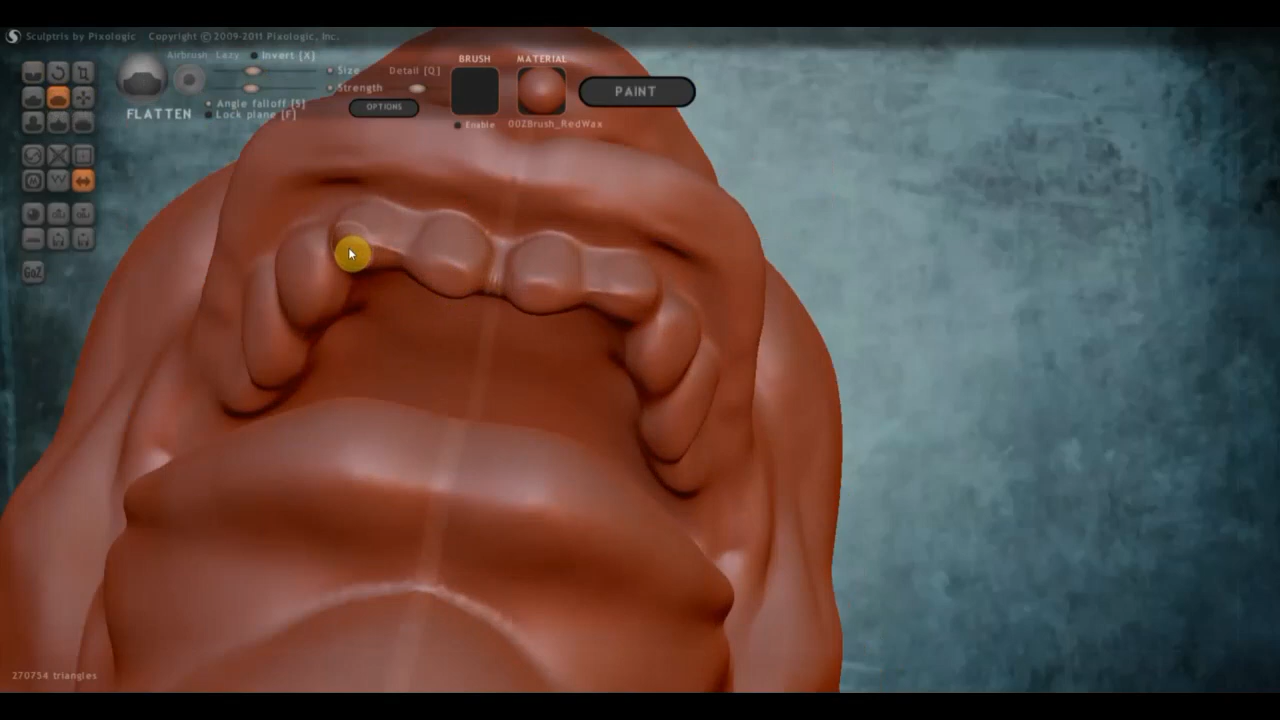 Sculptris by Pixologic Copyright © 2009-2011 Pixologic, Inc.
Airbrush Lazy Invert [X]
Size Detail [Q]
Strength
Angle falloff [S]
FLATTEN Lock plane [F]
OPTIONS
BRUSH MATERIAL
PAINT
Enable 00ZBrush_RedWax
GoZ
270754 triangles